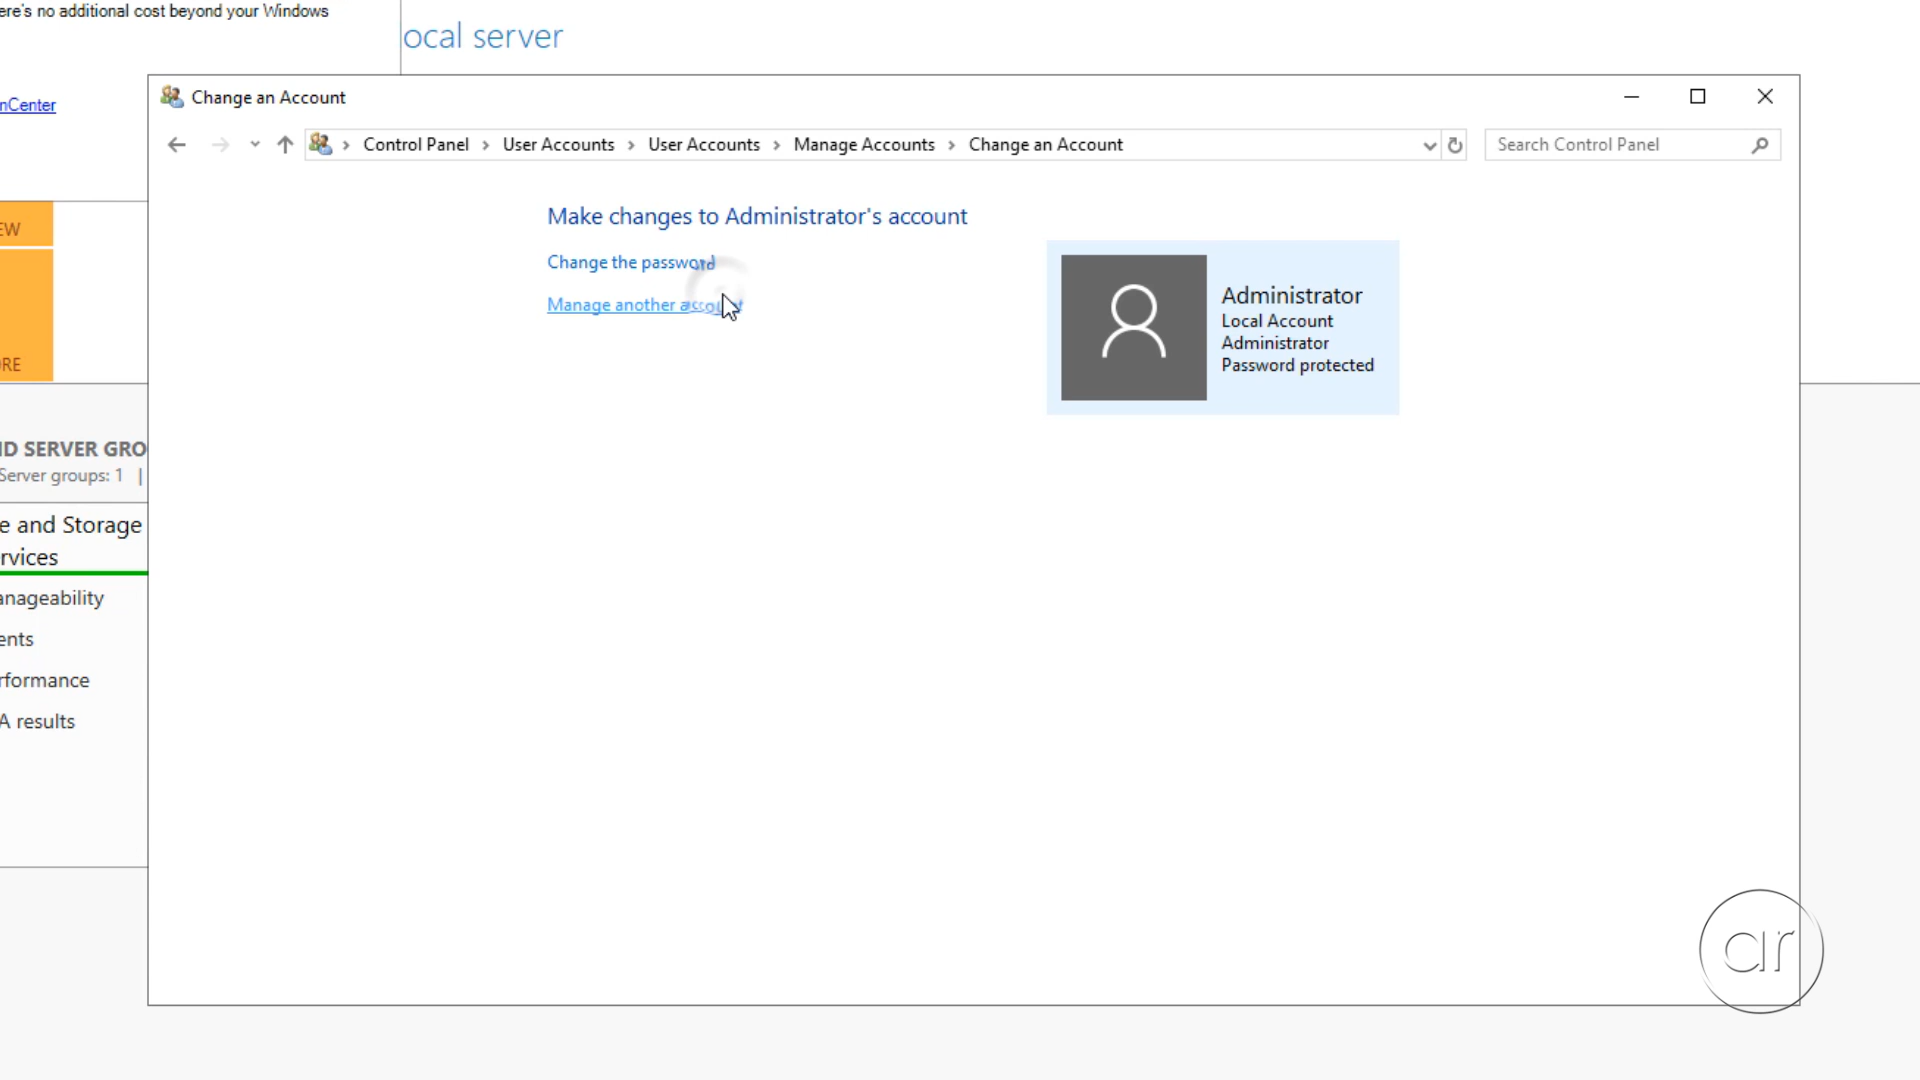 ere's no additional cost beyond your Windows
ocal server
nCenter
Change an Account
Control Panel > User Accounts > User Accounts > Manage Accounts > Change an Account
Search Control Panel
Make changes to Administrator's account
Change the password
Manage another account
Administrator
Local Account
Administrator
Password protected
EW
RE
D SERVER GRO
Server groups: 1 |
e and Storage
rvices
anageability
ents
rformance
A results
ar